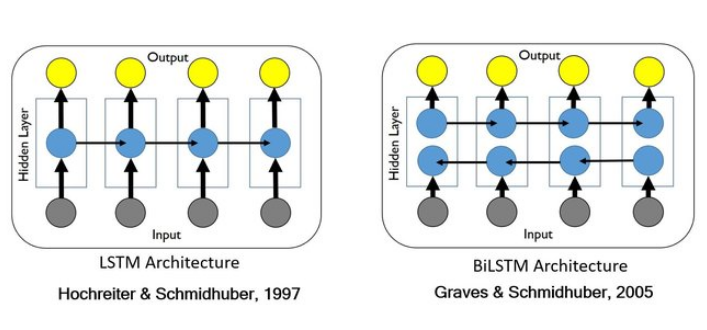 Output
Hidden Layer
Input
LSTM Architecture
Hochreiter & Schmidhuber, 1997
Output
Hidden Layer
Input
BiLSTM Architecture
Graves & Schmidhuber, 2005